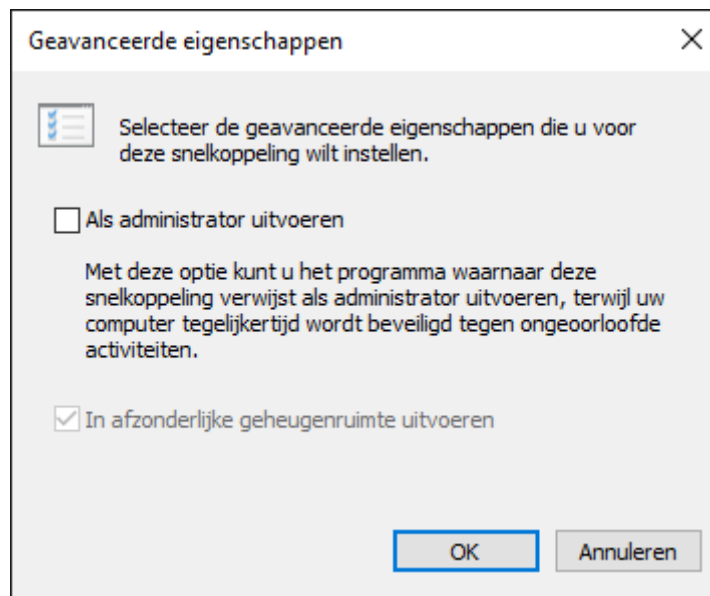 Geavanceerde eigenschappen
Selecteer de geavanceerde eigenschappen die u voor
deze snelkoppeling wilt instellen.
Als administrator uitvoeren
Met deze optie kunt u het programma waarnaar deze
snelkoppeling verwijst als administrator uitvoeren, terwijl uw
computer tegelijkertijd wordt beveiligd tegen ongeoorloofde
activiteiten.
In afzonderlijke geheugenruimte uitvoeren
OK
Annuleren